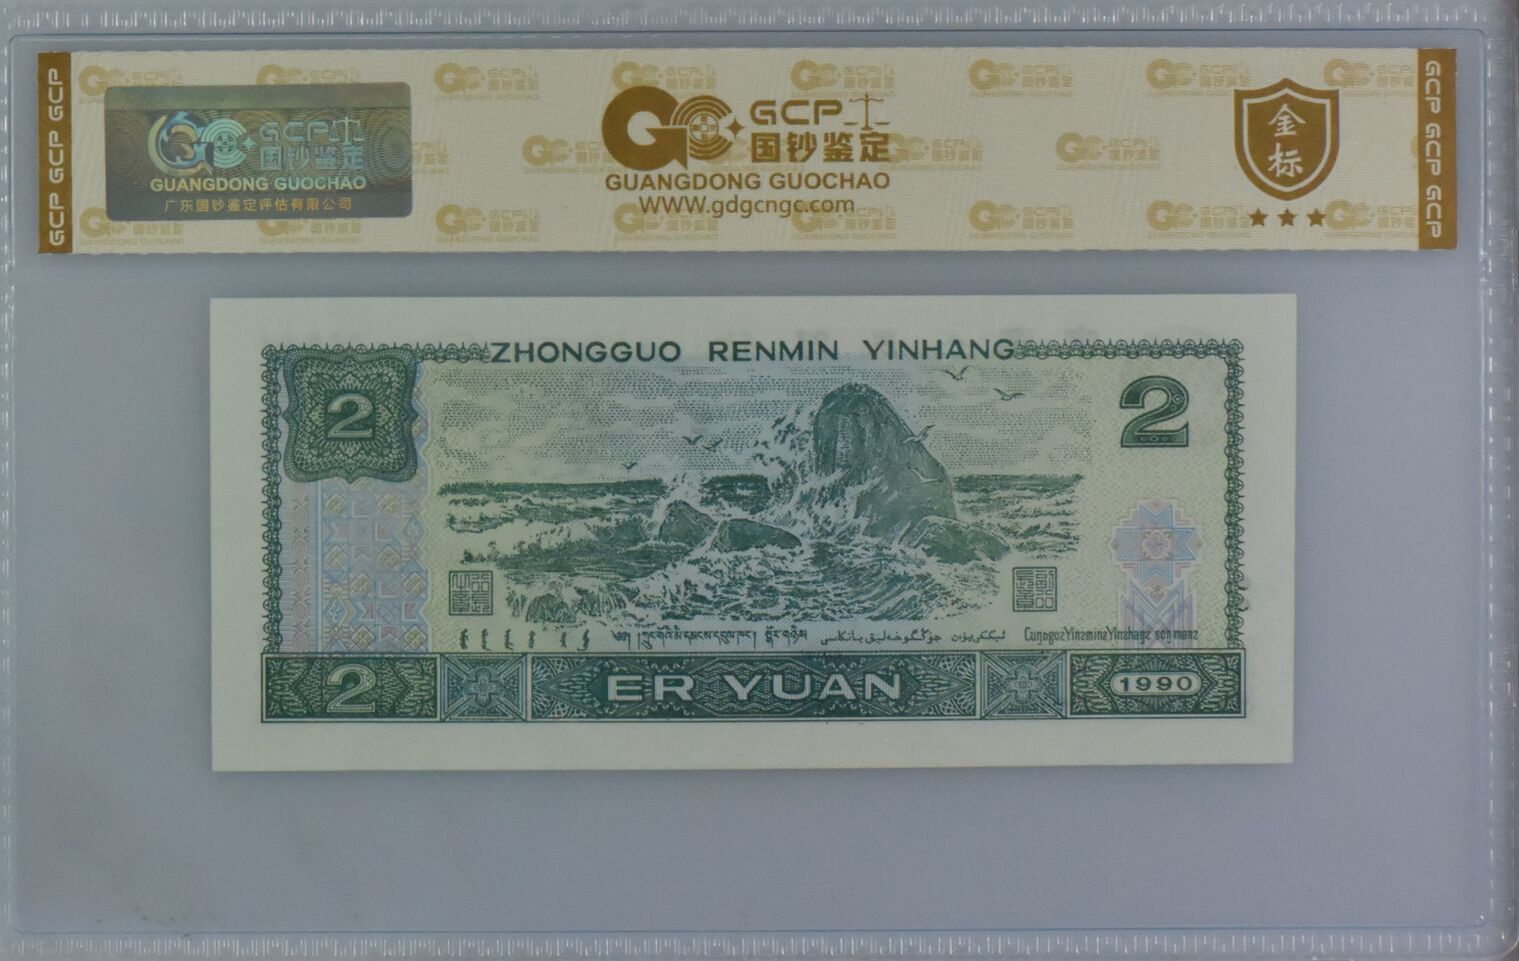 GCP GCP GCP
GCP
国钞鉴定
GUANGDONG GUOCHAO
广东国钞鉴定评估有限公司
GCP
国钞鉴定
GUANGDONG GUOCHAO
WWW.gdgcngc.com
金标
GCP GCP GCP
ZHONGGUO RENMIN YINHANG
2
2
2
ER YUAN
1990